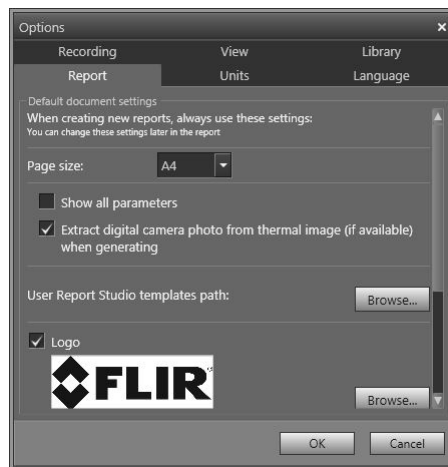 Options
Recording View Library
Report Units Language
Default document settings
When creating new reports, always use these settings:
You can change these settings later in the report
Page size: A4
Show all parameters
Extract digital camera photo from thermal image (if available)
when generating
User Report Studio templates path: Browse...
Logo
FLIR
Browse...
OK Cancel